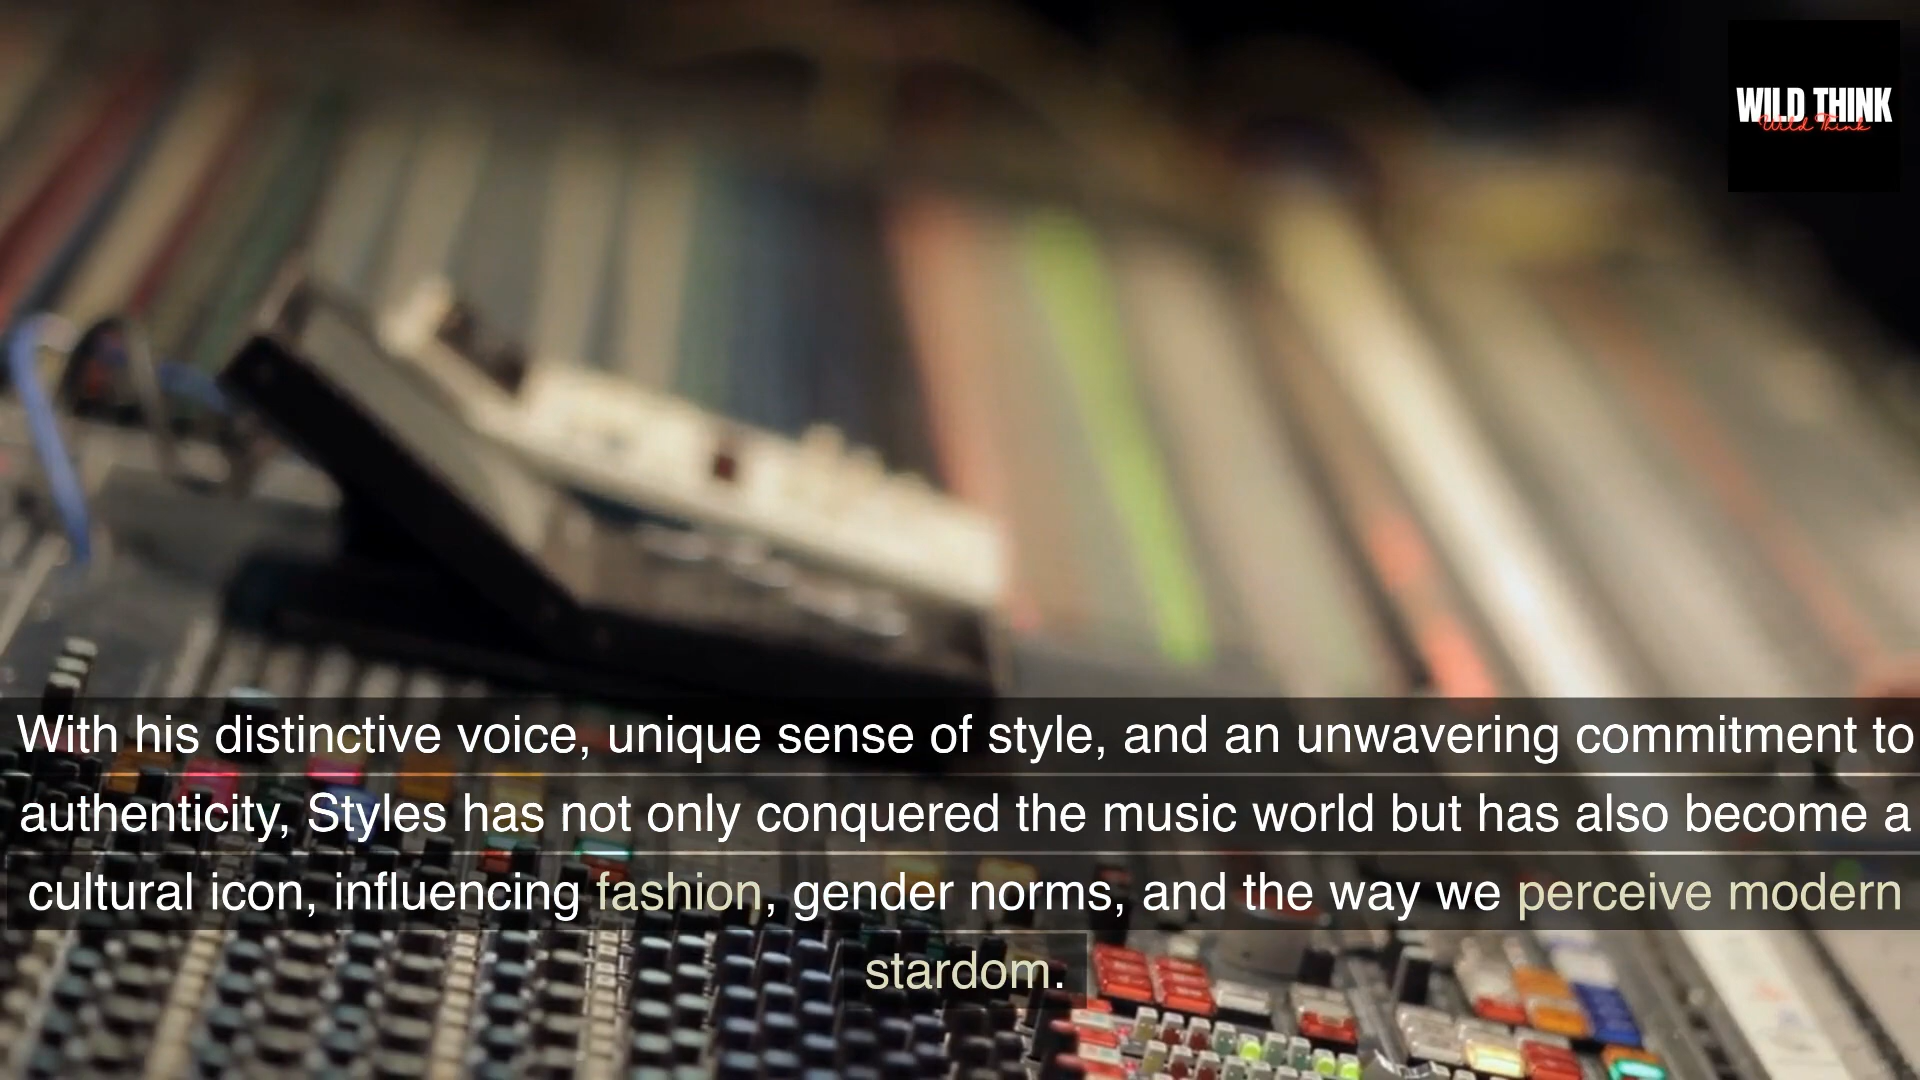 WILD THINK
Wild Think
With his distinctive voice, unique sense of style, and an unwavering commitment to
authenticity, Styles has not only conquered the music world but has also become a
cultural icon, influencing fashion, gender norms, and the way we perceive modern
stardom.